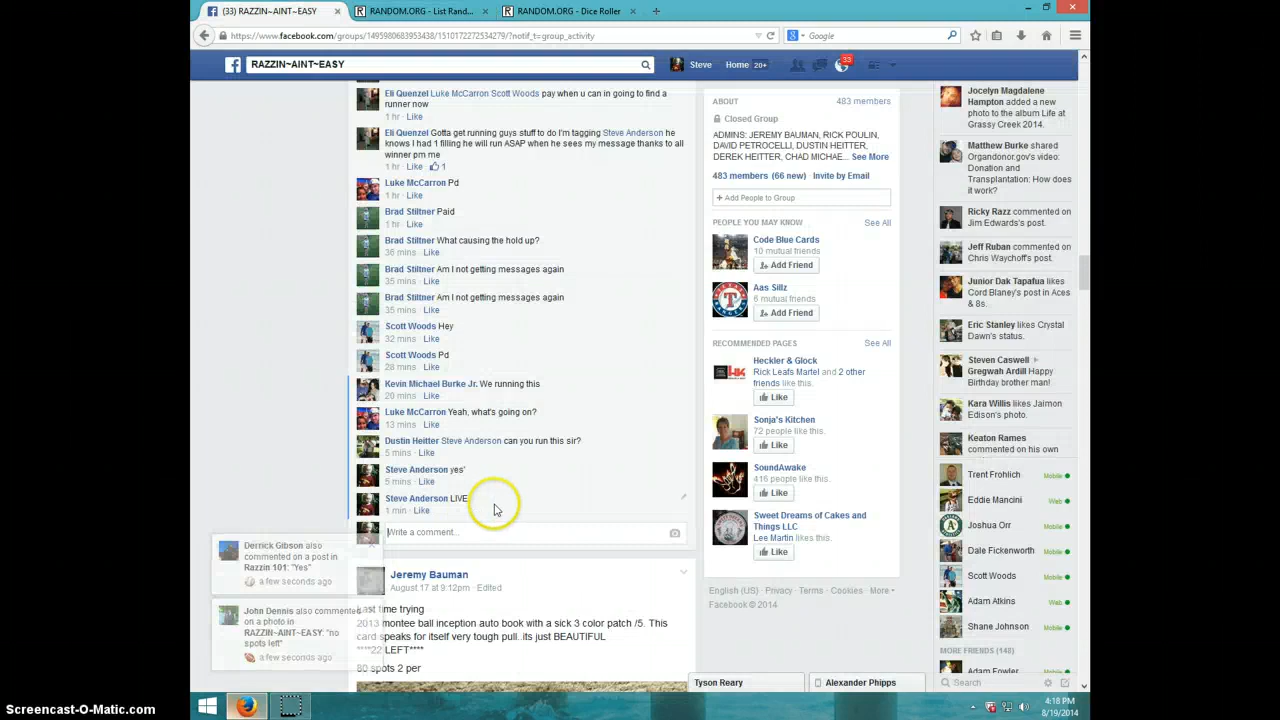 (33) RAZZIN~AINT~EASY
RANDOM.ORG - List Rand...
RANDOM.ORG - Dice Roller
https://www.facebook.com/groups/1495980683953438/1510172272534279/?notif_t=group_activity
Google
RAZZIN~AINT~EASY
Steve
Home 20+
33
Eli Quenzel Luke McCarron Scott Woods pay when u can in going to find a
runner now
1 hr · Like
Eli Quenzel Gotta get running guys stuff to do I'm tagging Steve Anderson he
knows I had 1 filling he will run ASAP when he sees my message thanks to all
winner pm me
1 hr · Like · 1
Luke McCarron Pd
1 hr · Like
Brad Stiltner Paid
1 hr · Like
Brad Stiltner What causing the hold up?
36 mins · Like
Brad Stiltner Am I not getting messages again
35 mins · Like
Brad Stiltner Am I not getting messages again
35 mins · Like
Scott Woods Hey
32 mins · Like
Scott Woods Pd
28 mins · Like
Kevin Michael Burke Jr. We running this
20 mins · Like
Luke McCarron Yeah, what's going on?
13 mins · Like
Dustin Heitter Steve Anderson can you run this sir?
5 mins · Like
Steve Anderson yes'
5 mins · Like
Steve Anderson LIVE
1 min · Like
Write a comment...
Derrick Gibson also
commented on a post in
Razzin 101: "Yes"
a few seconds ago
John Dennis also commented
on a photo in
RAZZIN~AINT~EASY: "no
spots left"
a few seconds ago
Jeremy Bauman
August 17 at 9:12pm · Edited
Last time trying
2013 montee ball inception auto book with a sick 3 color patch /5. This
card speaks for itself very tough pull..its just BEAUTIFUL
****22 LEFT****
80 spots 2 per
ABOUT
483 members
Closed Group
ADMINS: JEREMY BAUMAN, RICK POULIN,
DAVID PETROCELLI, DUSTIN HEITTER,
DEREK HEITTER, CHAD MICHAE... See More
483 members (66 new) · Invite by Email
+ Add People to Group
PEOPLE YOU MAY KNOW
See All
Code Blue Cards
10 mutual friends
Add Friend
Aas Sillz
6 mutual friends
Add Friend
RECOMMENDED PAGES
See All
Heckler & Glock
Rick Leafs Martel and 2 other
friends like this.
Like
Sonja's Kitchen
72 people like this.
Like
SoundAwake
416 people like this.
Like
Sweet Dreams of Cakes and
Things LLC
Lee Martin likes this.
Like
English (US) · Privacy · Terms · Cookies · More
Facebook © 2014
Jocelyn Magdalene
Hampton added a new
photo to the album Life at
Grassy Creek 2014.
Matthew Burke shared
Organdonor.gov's video:
Donation and
Transplantation: How does
it work?
Ricky Razz commented on
Jim Edwards's post.
Jeff Ruban commented on
Chris Waychoff's post.
Junior Dak Tapafua likes
Cord Blaney's post in Aces
& 8s.
Eric Stanley likes Crystal
Dawn's status.
Steven Caswell
Gregwah Ardill Happy
Birthday brother man!
Kara Willis likes Jaimon
Edison's photo.
Keaton Rames
commented on his own
Trent Frohlich Mobile
Eddie Mancini Web
Joshua Orr Mobile
Dale Fickenworth Mobile
Scott Woods Mobile
Adam Atkins Web
Shane Johnson Mobile
MORE FRIENDS (148)
Adam Fowler
Search
Tyson Reary
Alexander Phipps
4:18 PM
8/19/2014
Screencast-O-Matic.com